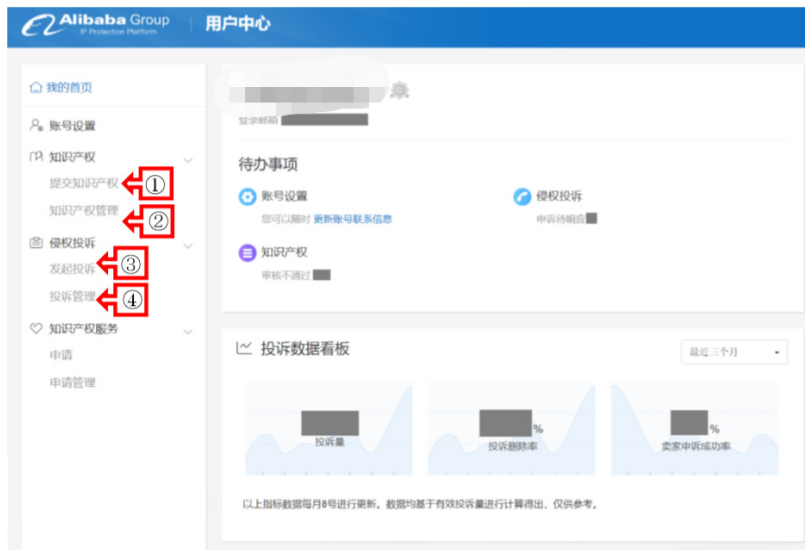 Alibaba Group
IP Protection Platform
用户中心
我的首页
账号设置
知识产权
提交知识产权 ①
知识产权管理 ②
侵权投诉
发起投诉 ③
投诉管理 ④
知识产权服务
申请
申请管理
登录邮箱
待办事项
账号设置
您可以随时 更新账号联系信息
侵权投诉
申诉待响应
知识产权
审核不通过
投诉数据看板
最近三个月
投诉量
%
投诉删除率
%
卖家申诉成功率
以上指标数据每月8号进行更新。数据均基于有效投诉量进行计算得出，仅供参考。